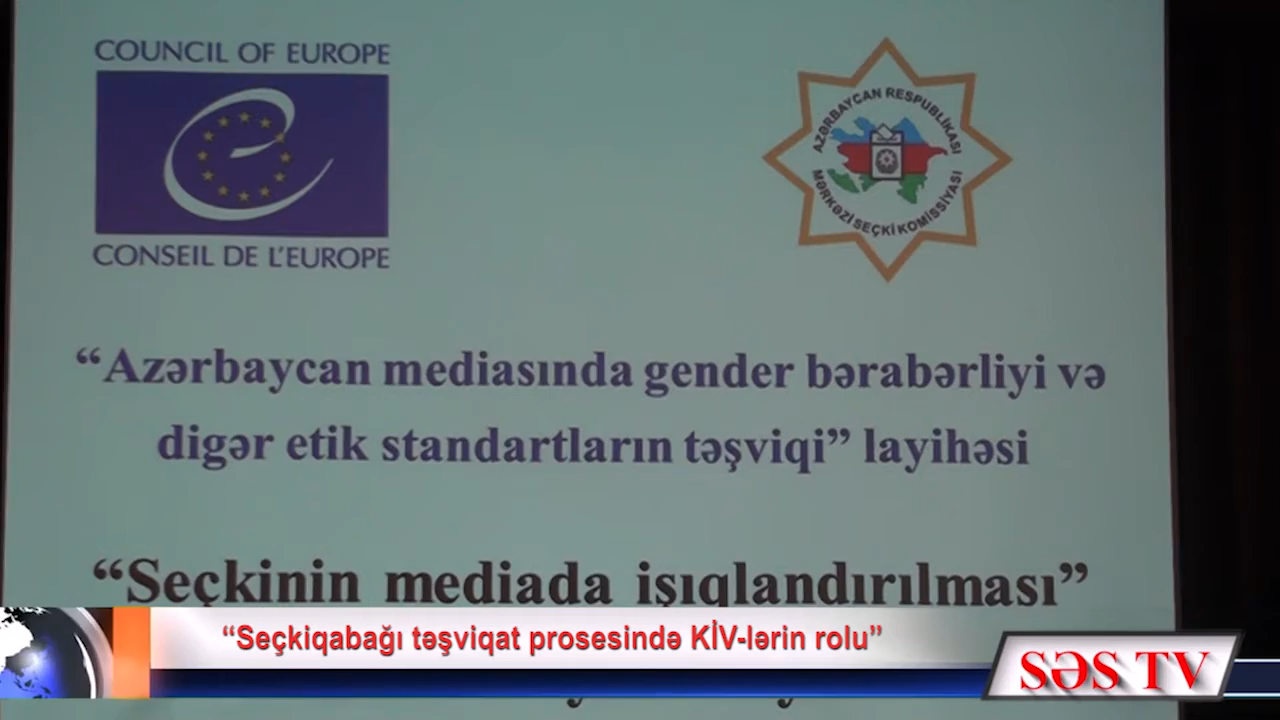 COUNCIL OF EUROPE
CONSEIL DE L'EUROPE
AZƏRBAYCAN RESPUBLİKASI
MƏRKƏZİ SEÇKİ KOMİSSİYASI
“Azərbaycan mediasında gender bərabərliyi və
digər etik standartların təşviqi” layihəsi
“Seçkinin mediada işıqlandırılması”
“Seçkiqabağı təşviqat prosesində KİV-lərin rolu”
SƏS TV